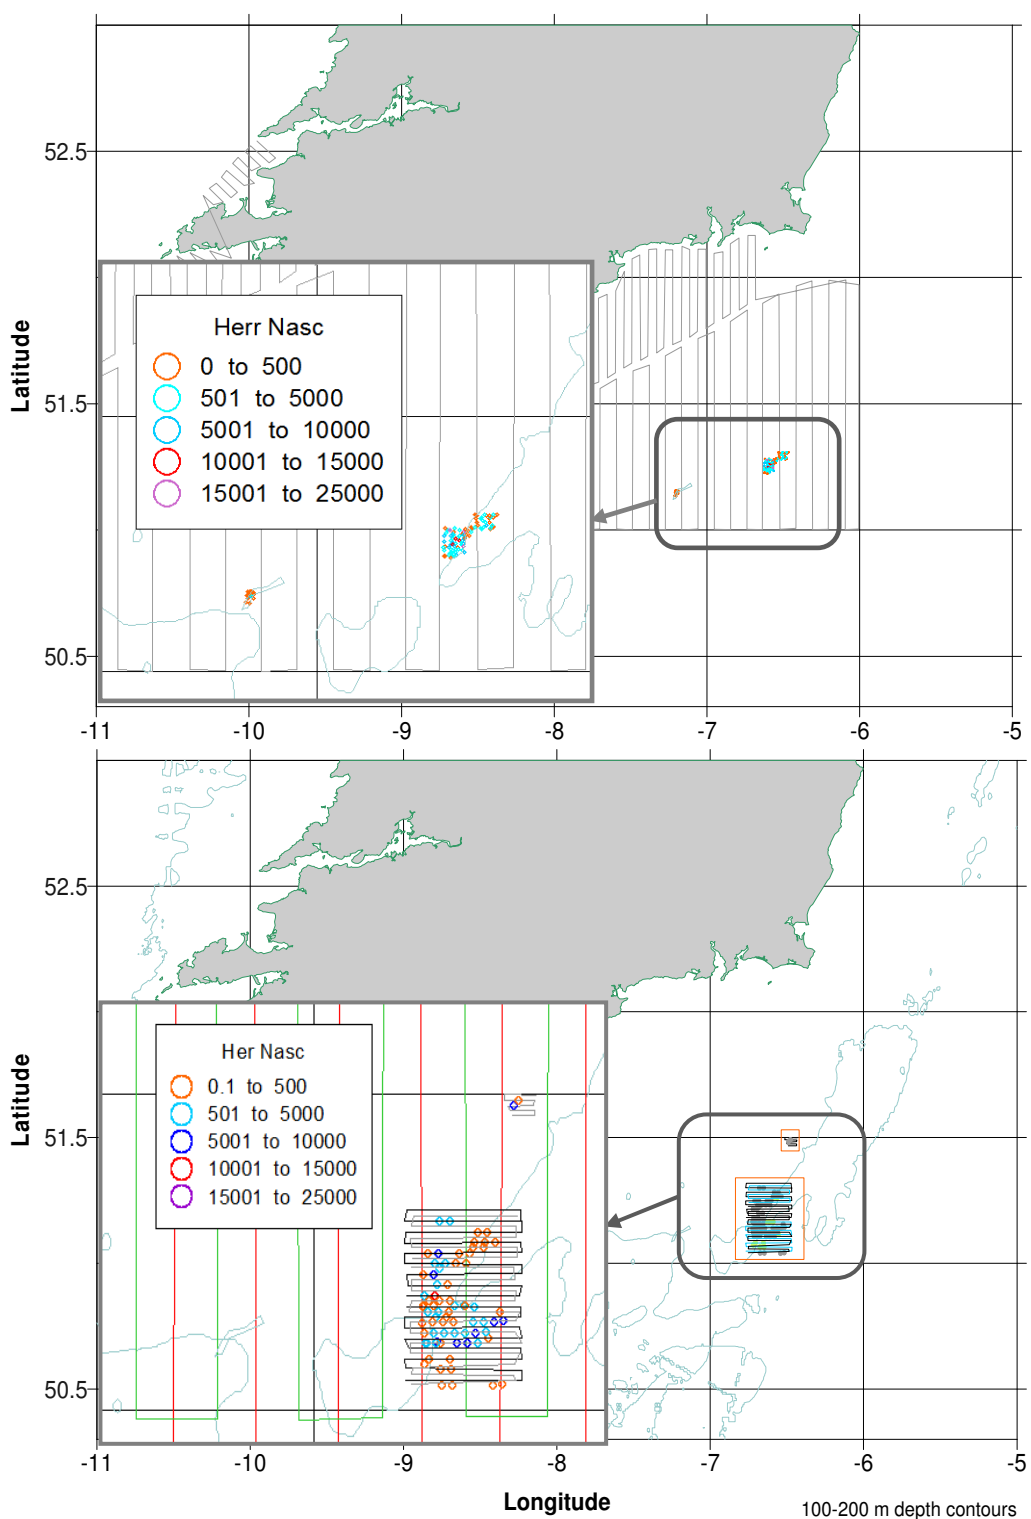 52.5
51.5
50.5
Latitude
Herr Nasc
0 to 500
501 to 5000
5001 to 10000
10001 to 15000
15001 to 25000
-11 -10 -9 -8 -7 -6 -5
52.5
51.5
50.5
Latitude
Her Nasc
0.1 to 500
501 to 5000
5001 to 10000
10001 to 15000
15001 to 25000
-11 -10 -9 -8 -7 -6 -5
Longitude
100-200 m depth contours